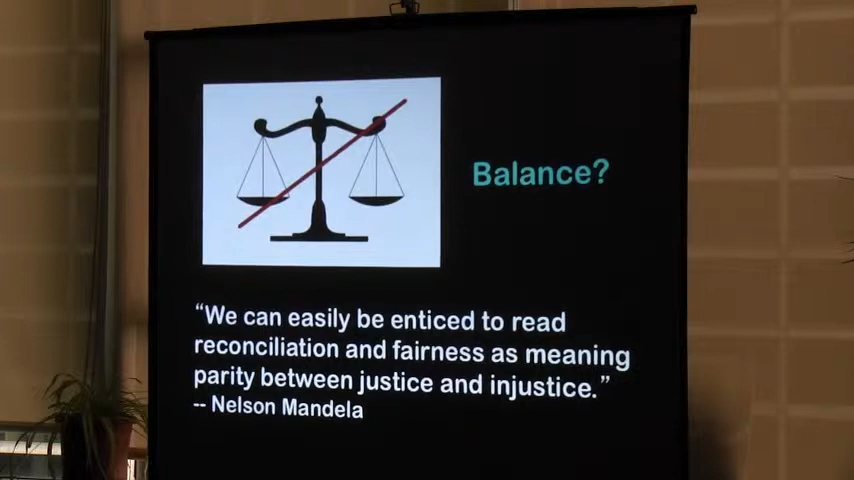 Balance?
“We can easily be enticed to read
reconciliation and fairness as meaning
parity between justice and injustice.”
-- Nelson Mandela